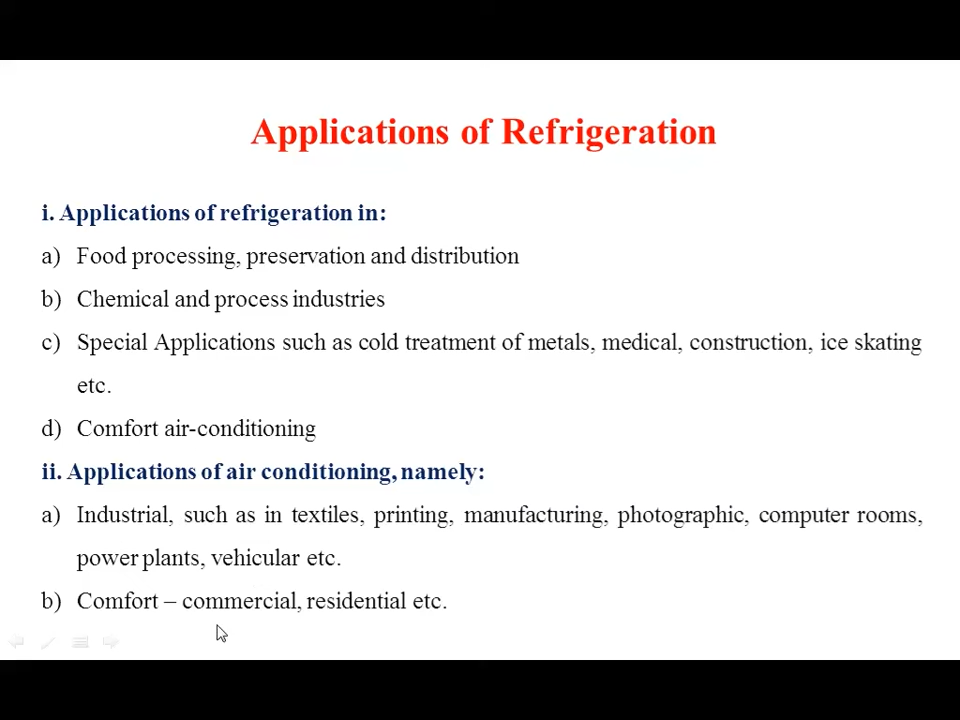 Applications of Refrigeration
i. Applications of refrigeration in:
a) Food processing, preservation and distribution
b) Chemical and process industries
c) Special Applications such as cold treatment of metals, medical, construction, ice skating
etc.
d) Comfort air-conditioning
ii. Applications of air conditioning, namely:
a) Industrial, such as in textiles, printing, manufacturing, photographic, computer rooms,
power plants, vehicular etc.
b) Comfort – commercial, residential etc.